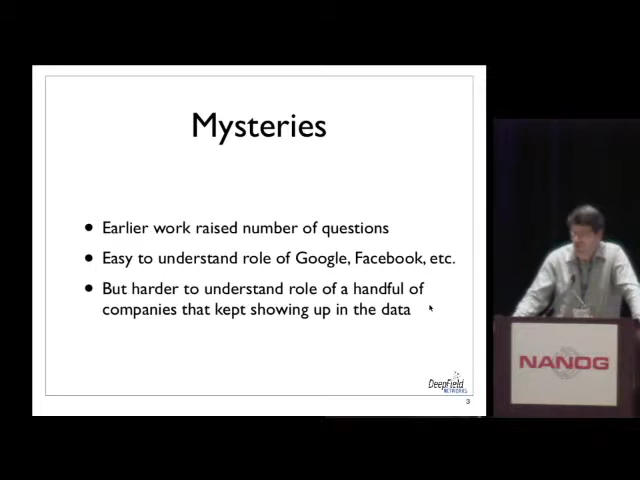 Mysteries
• Earlier work raised number of questions
• Easy to understand role of Google, Facebook, etc.
• But harder to understand role of a handful of
companies that kept showing up in the data
DeepField
NETWORKS
3
NANOG